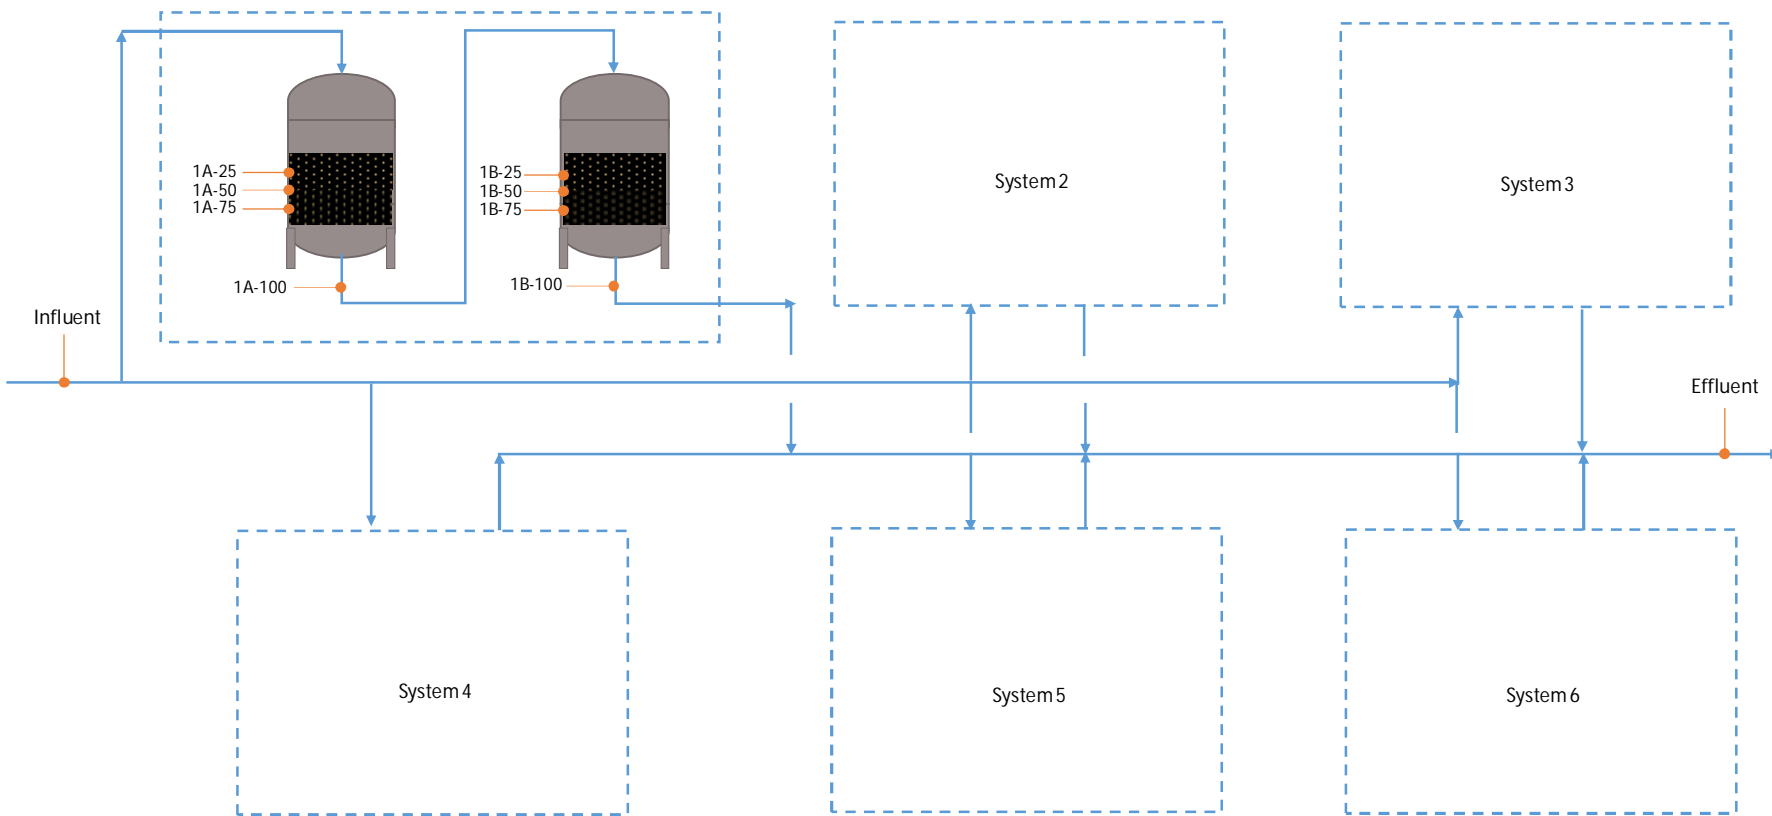 1A-25
1A-50
1A-75
1A-100
1B-25
1B-50
1B-75
1B-100
System 2
System 3
Influent
Effluent
System 4
System 5
System 6